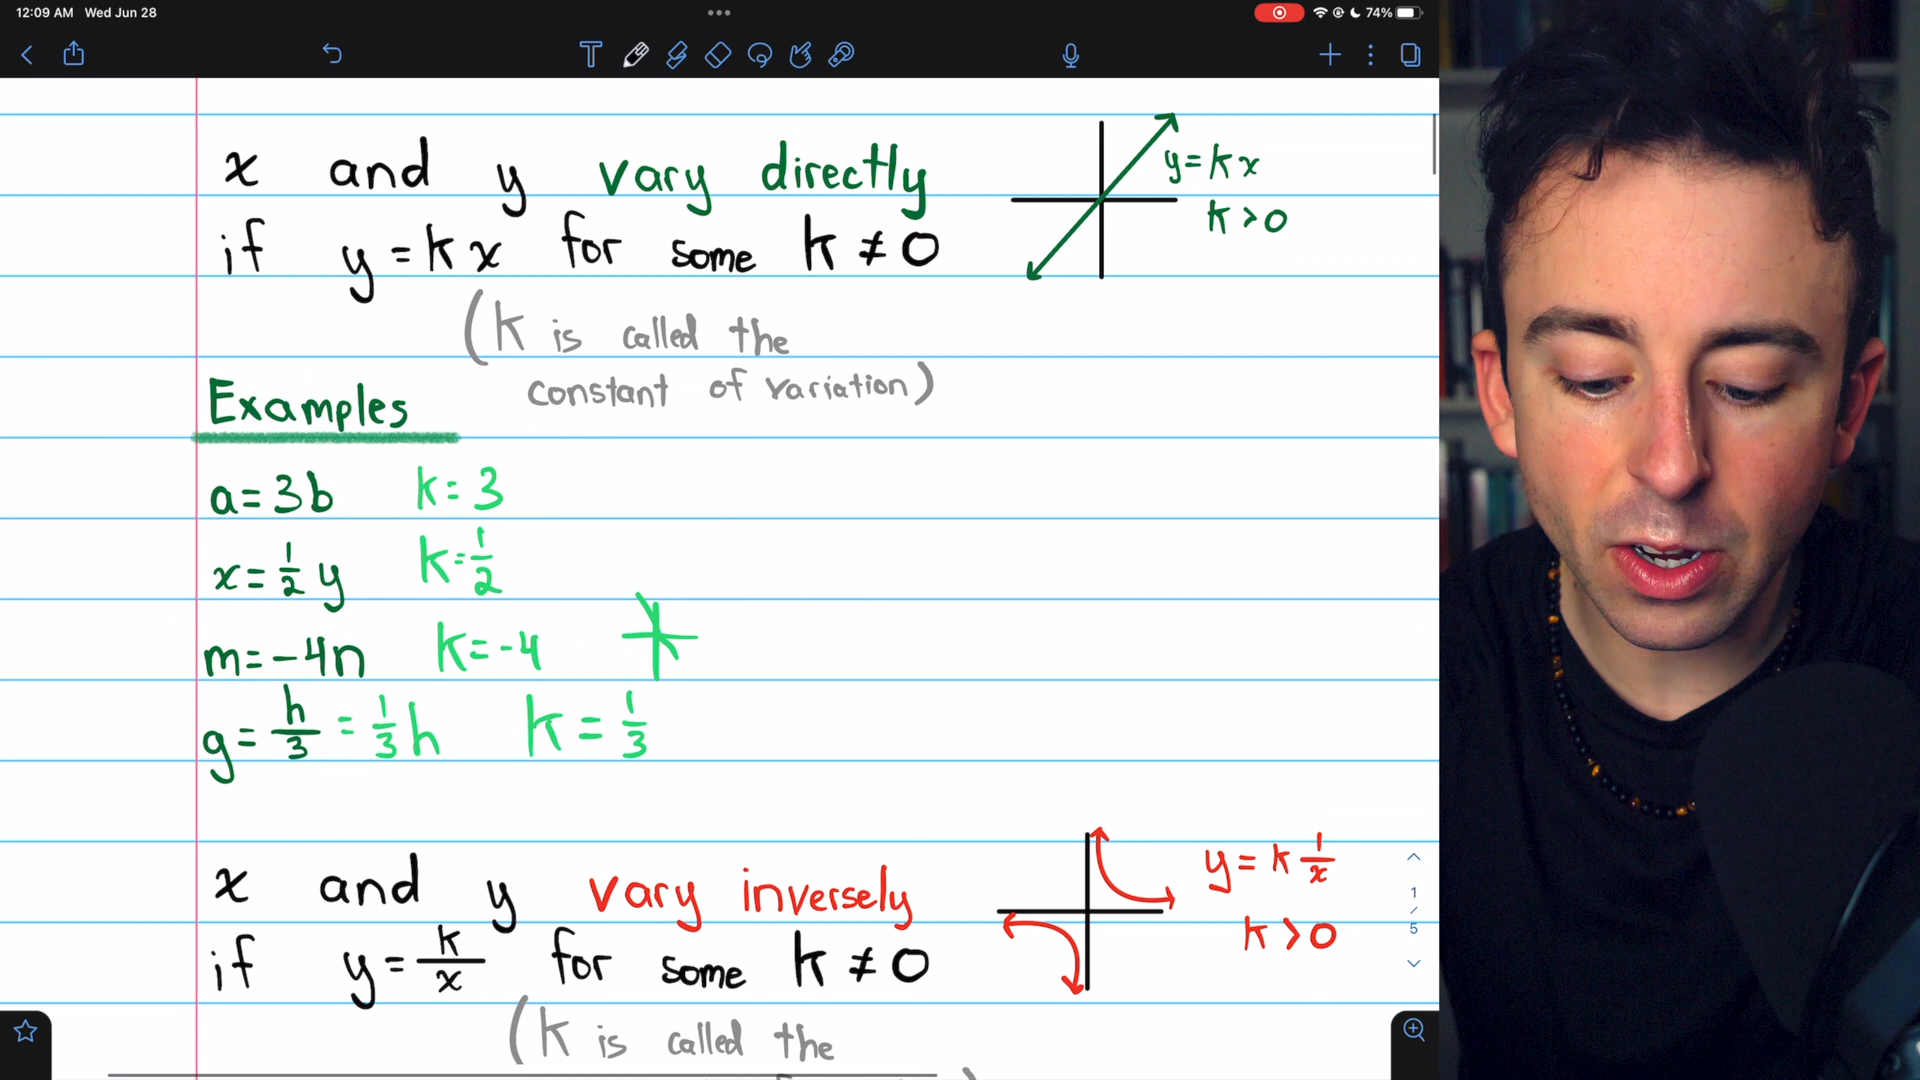 12:09 AM Wed Jun 28
74%
x and y vary directly
if y = kx for some k ≠ 0
(k is called the
constant of variation)
y = kx
k > 0
Examples
a = 3b k = 3
x = 1/2 y k = 1/2
m = -4n k = -4
g = h/3 = 1/3 h k = 1/3
x and y vary inversely
if y = k/x for some k ≠ 0
(k is called the
y = k 1/x
k > 0
1
/
5